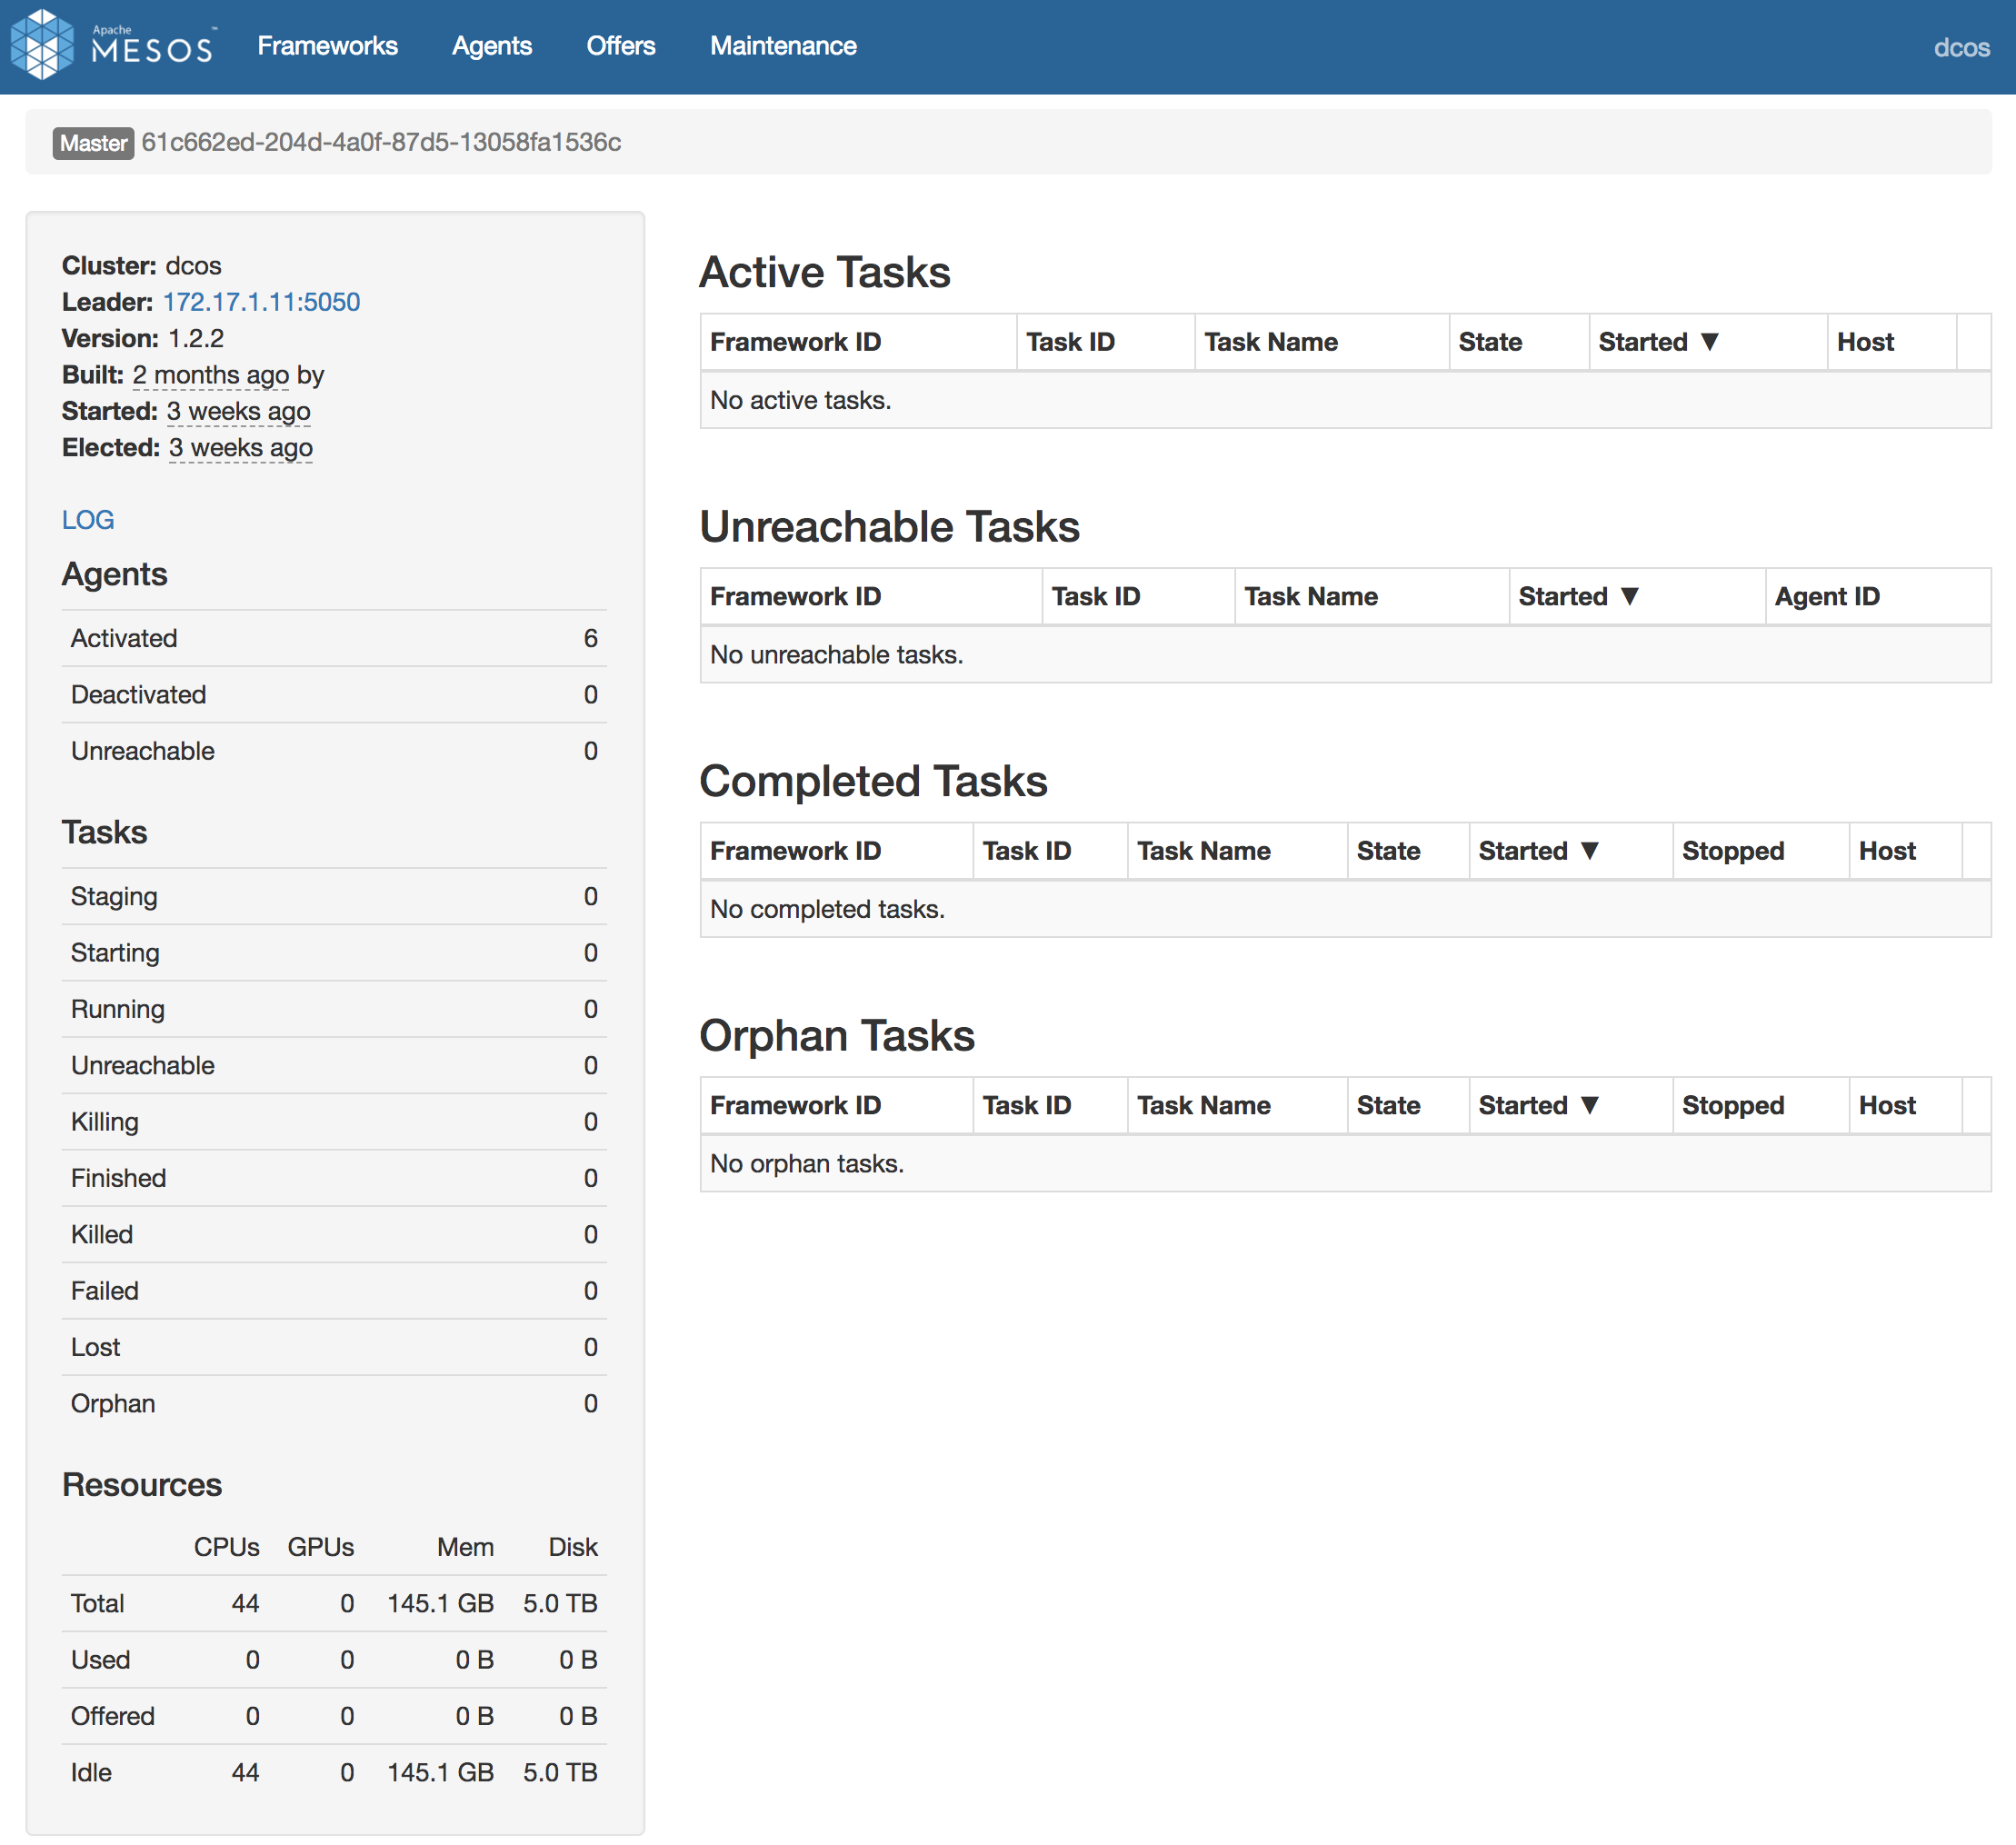 Apache
MESOS™ Frameworks Agents Offers Maintenance dcos
Master 61c662ed-204d-4a0f-87d5-13058fa1536c
Cluster: dcos
Leader: 172.17.1.11:5050
Version: 1.2.2
Built: 2 months ago by
Started: 3 weeks ago
Elected: 3 weeks ago
LOG
Agents
Activated 6
Deactivated 0
Unreachable 0
Tasks
Staging 0
Starting 0
Running 0
Unreachable 0
Killing 0
Finished 0
Killed 0
Failed 0
Lost 0
Orphan 0
Resources
CPUs GPUs Mem Disk
Total 44 0 145.1 GB 5.0 TB
Used 0 0 0 B 0 B
Offered 0 0 0 B 0 B
Idle 44 0 145.1 GB 5.0 TB
Active Tasks
Framework ID Task ID Task Name State Started ▼ Host
No active tasks.
Unreachable Tasks
Framework ID Task ID Task Name Started ▼ Agent ID
No unreachable tasks.
Completed Tasks
Framework ID Task ID Task Name State Started ▼ Stopped Host
No completed tasks.
Orphan Tasks
Framework ID Task ID Task Name State Started ▼ Stopped Host
No orphan tasks.